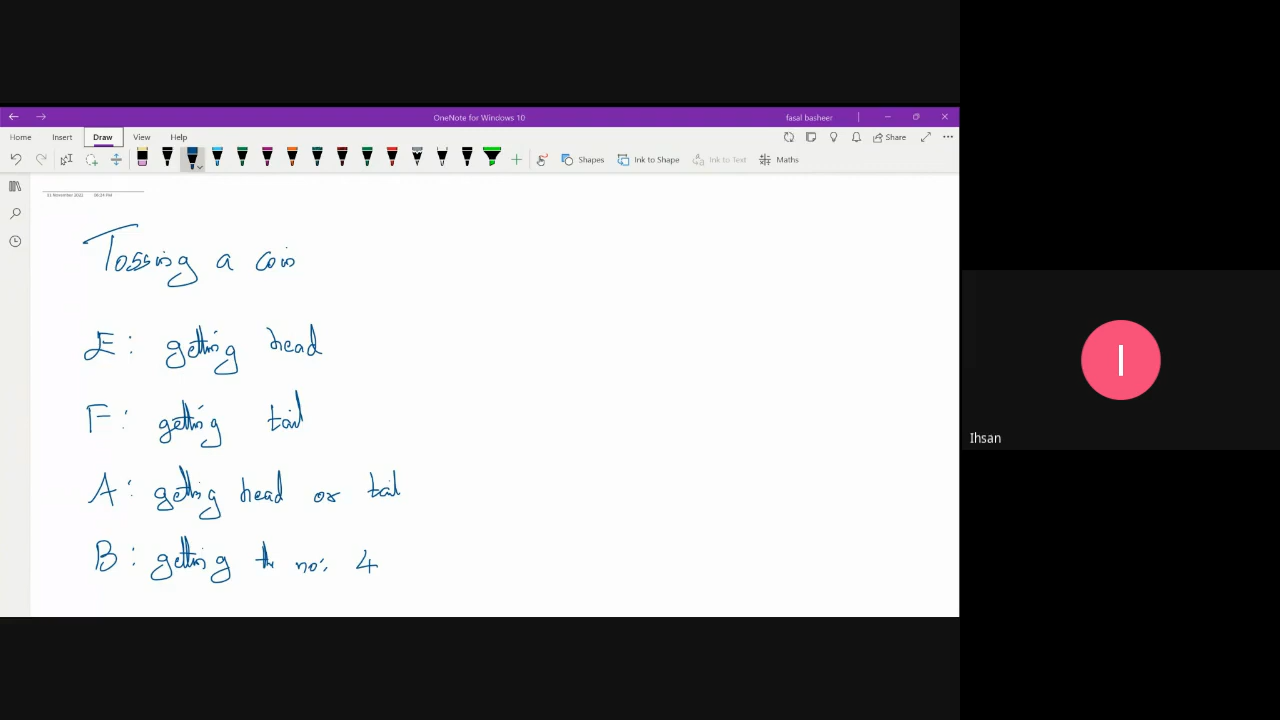 OneNote for Windows 10
fasal basheer
Home Insert Draw View Help
Share
Shapes Ink to Shape Ink to Text Maths
Tossing a coin
E: getting head
F: getting tail
A: getting head or tail
B: getting the no: 4
I
Ihsan